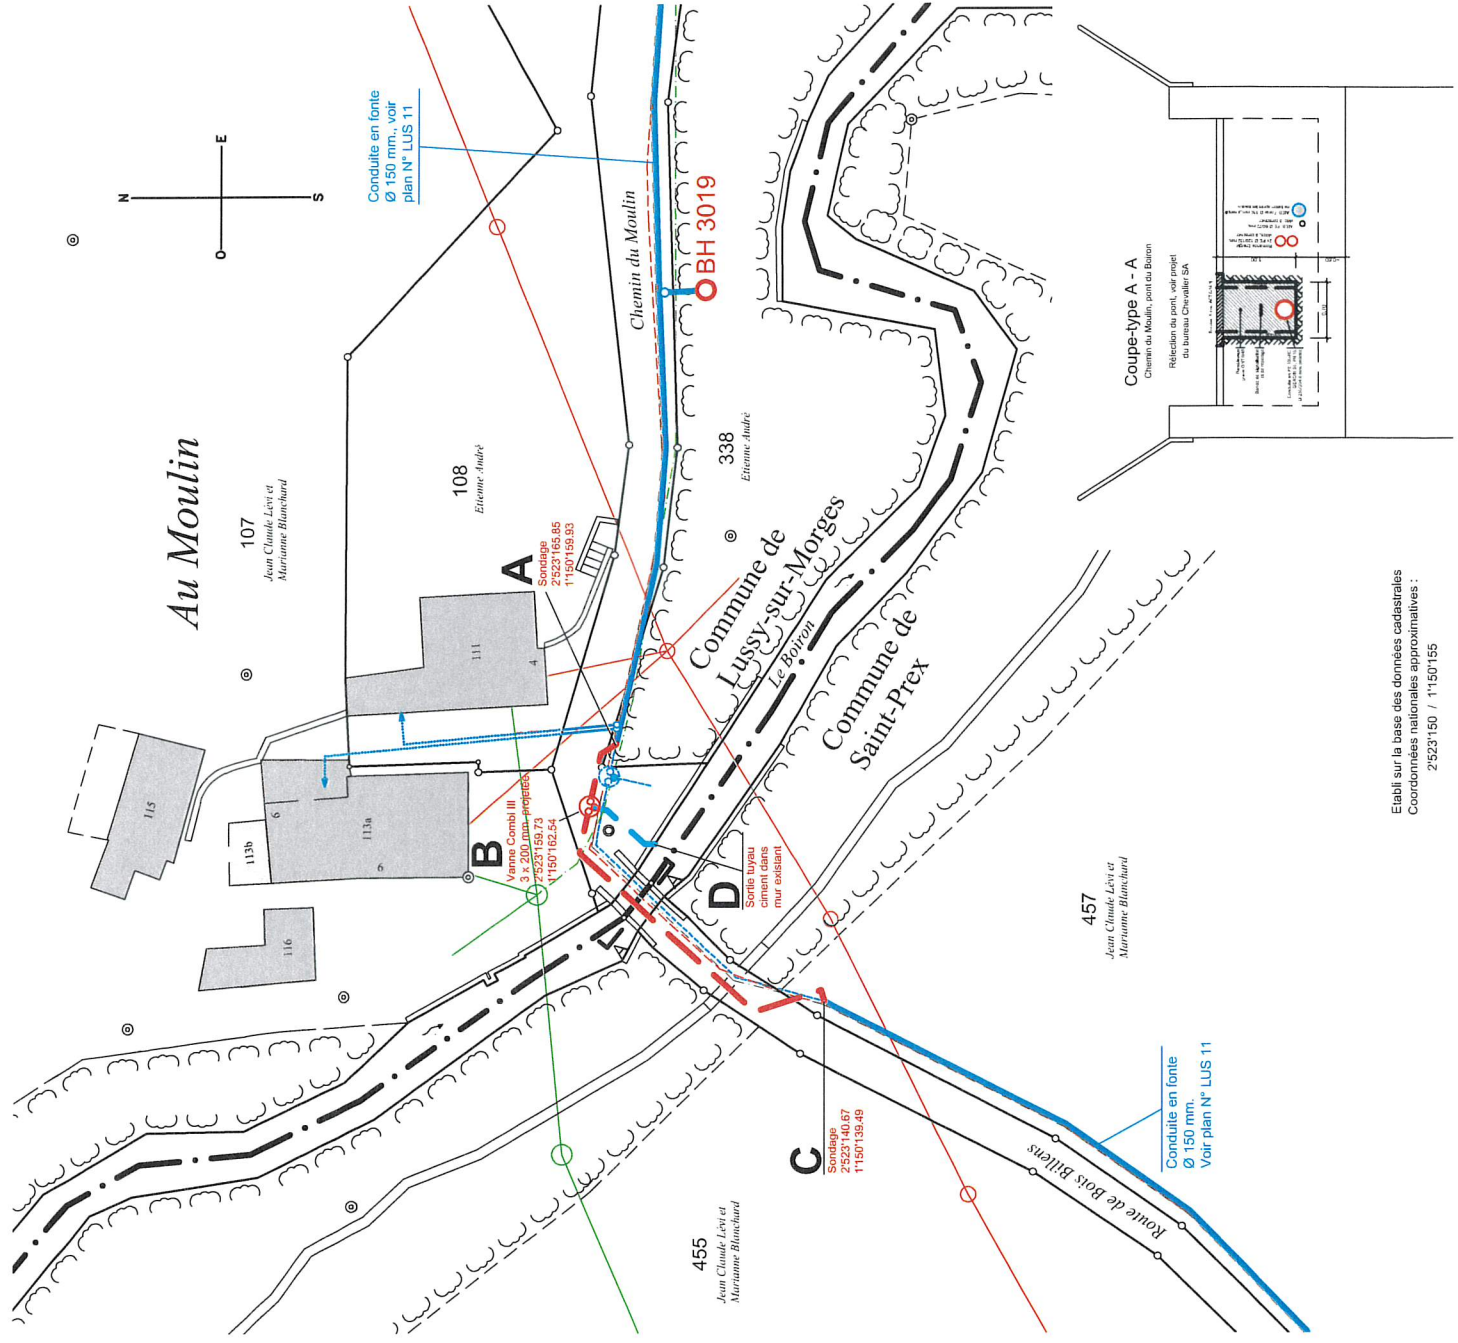 Au Moulin
107
Jean Claude Lévi et
Marianne Blanchard
108
Etienne André
N
E
S
O
Conduite en fonte
Ø 150 mm., voir
plan N° LUS 11
Chemin du Moulin
BH 3019
338
Etienne André
A
Sondage
2'523'165.85
1'150'159.93
111
4
115
6
113b
113a
6
116
B
Vanne Combi III
3 x 200 mm. projetée
2'523'159.73
1'150'162.54
D
Sortie tuyau
ciment dans
mur existant
A
A
Commune de
Lussy-sur-Morges
Le Boiron
Commune de
Saint-Prex
C
Sondage
2'523'140.67
1'150'139.49
455
Jean Claude Lévi et
Marianne Blanchard
457
Jean Claude Lévi et
Marianne Blanchard
Route de Bois Billens
Conduite en fonte
Ø 150 mm.
Voir plan N° LUS 11
Coupe-type A - A
Chemin du Moulin, pont du Boiron
Réfection du pont, voir projet
du bureau Chevalier SA
Etabli sur la base des données cadastrales
Coordonnées nationales approximatives :
2'523'150 / 1'150'155